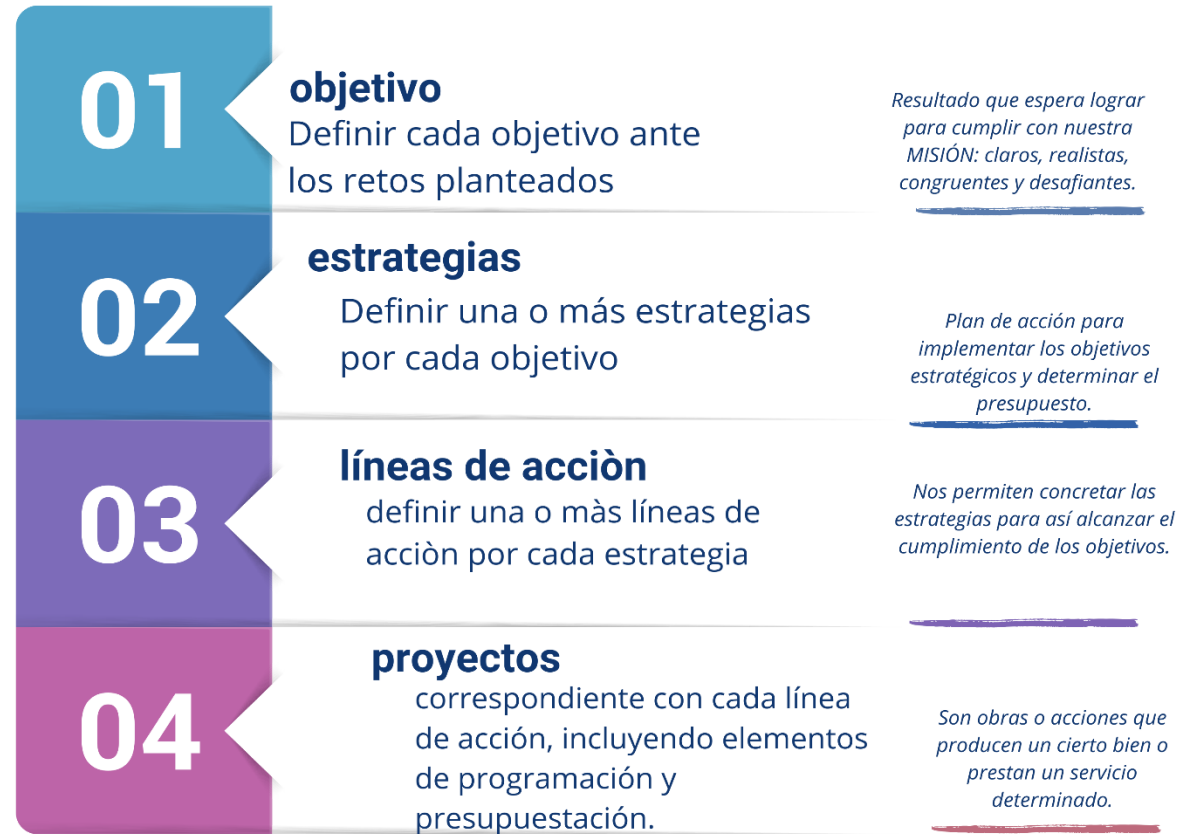 01
objetivo
Definir cada objetivo ante
los retos planteados
Resultado que espera lograr
para cumplir con nuestra
MISIÓN: claros, realistas,
congruentes y desafiantes.
02
estrategias
Definir una o más estrategias
por cada objetivo
Plan de acción para
implementar los objetivos
estratégicos y determinar el
presupuesto.
03
líneas de acciòn
definir una o màs líneas de
acciòn por cada estrategia
Nos permiten concretar las
estrategias para así alcanzar el
cumplimiento de los objetivos.
04
proyectos
correspondiente con cada línea
de acción, incluyendo elementos
de programación y
presupuestación.
Son obras o acciones que
producen un cierto bien o
prestan un servicio
determinado.